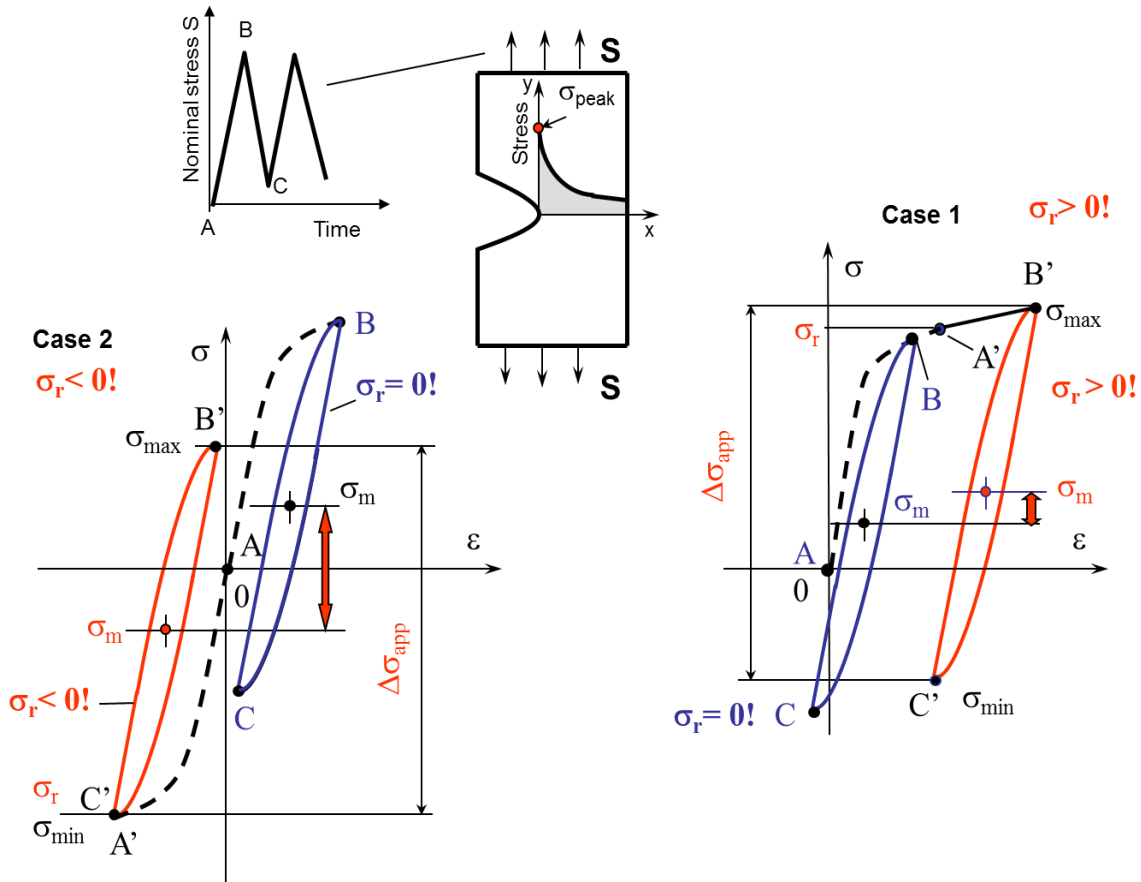 Nominal stress S
B
C
A
Time
S
y
σpeak
Stress
x
S
Case 2
σr< 0!
σ
B
σr= 0!
B’
σmax
σm
A
ε
0
σm
Δσapp
σr< 0!
C
σr
C’
σmin
A’
Case 1
σr> 0!
σ
B’
σmax
σr
A’
σr> 0!
B
Δσapp
σm
σm
A
ε
0
C’
σmin
σr= 0!
C